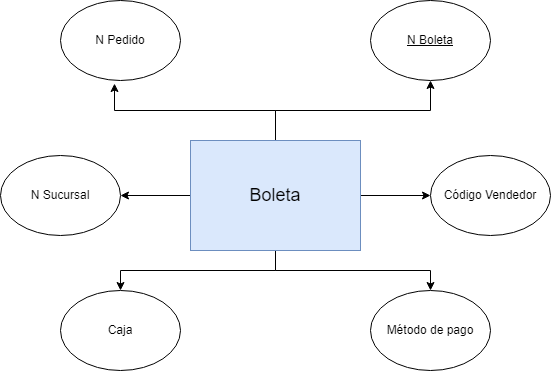 N Pedido
N Boleta
Boleta
N Sucursal
Código Vendedor
Caja
Método de pago